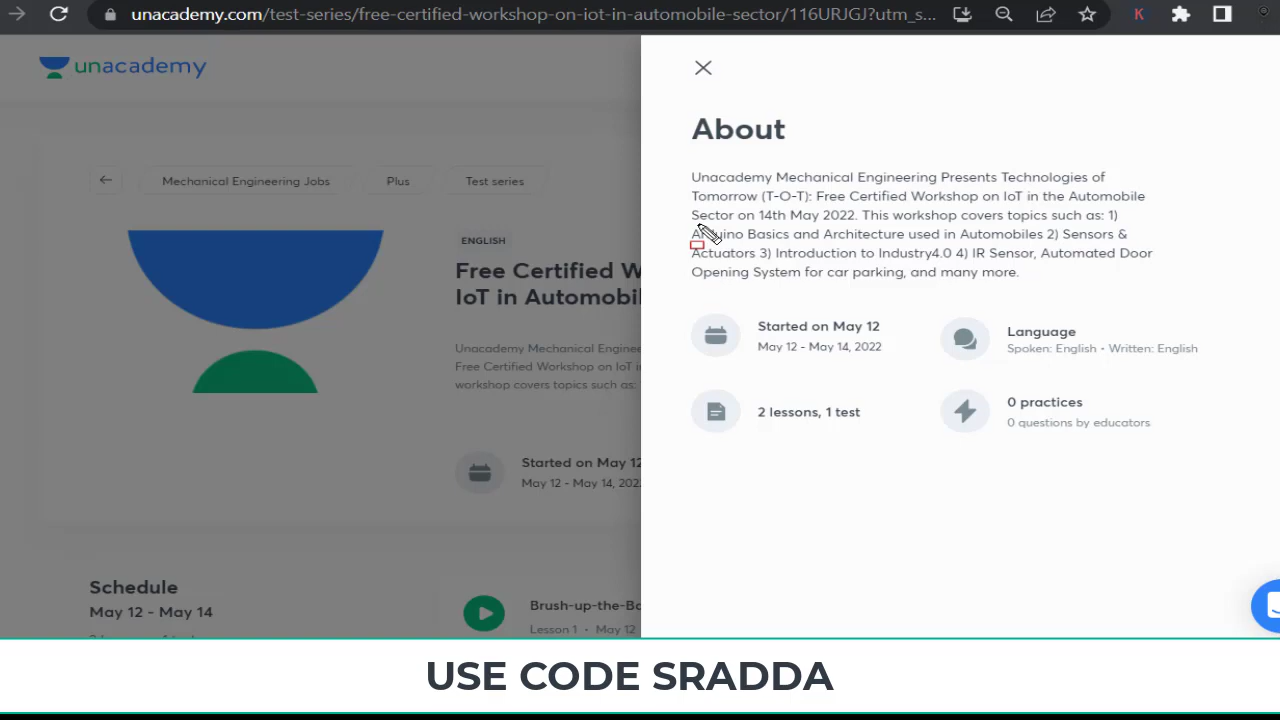 unacademy.com/test-series/free-certified-workshop-on-iot-in-automobile-sector/116URJGJ?utm_s...
K
unacademy
Mechanical Engineering Jobs
Plus
Test series
ENGLISH
Free Certified W
IoT in Automobil
Unacademy Mechanical Enginee
Free Certified Workshop on IoT i
workshop covers topics such as:
Started on May 12
May 12 - May 14, 202
Schedule
May 12 - May 14
Brush-up-the-Ba
Lesson 1 • May 12
About
Unacademy Mechanical Engineering Presents Technologies of
Tomorrow (T-O-T): Free Certified Workshop on IoT in the Automobile
Sector on 14th May 2022. This workshop covers topics such as: 1)
Arduino Basics and Architecture used in Automobiles 2) Sensors &
Actuators 3) Introduction to Industry4.0 4) IR Sensor, Automated Door
Opening System for car parking, and many more.
Started on May 12
May 12 - May 14, 2022
Language
Spoken: English • Written: English
2 lessons, 1 test
0 practices
0 questions by educators
USE CODE SRADDA